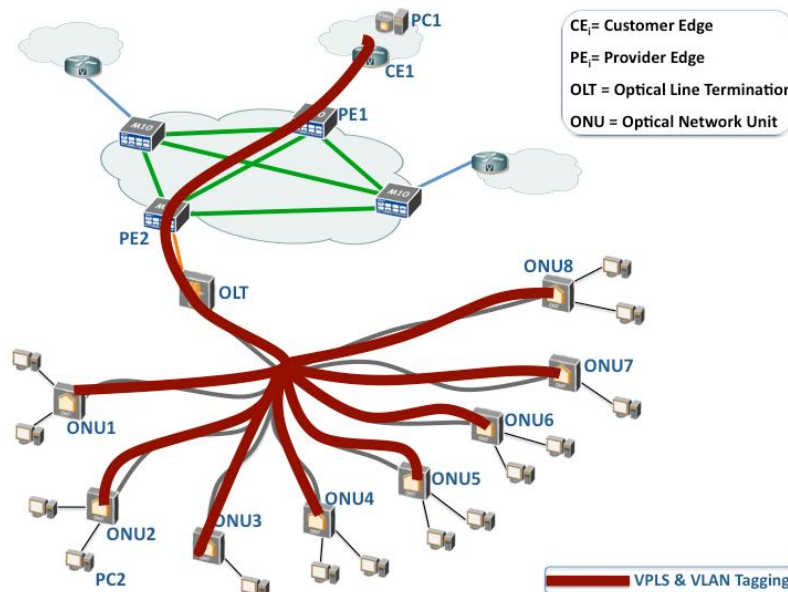 PC1
CE1
PE1
PE2
OLT
ONU8
ONU7
ONU1
ONU6
ONU5
ONU2
ONU3
ONU4
PC2
CEi= Customer Edge
PEi= Provider Edge
OLT = Optical Line Termination
ONU = Optical Network Unit
VPLS & VLAN Tagging